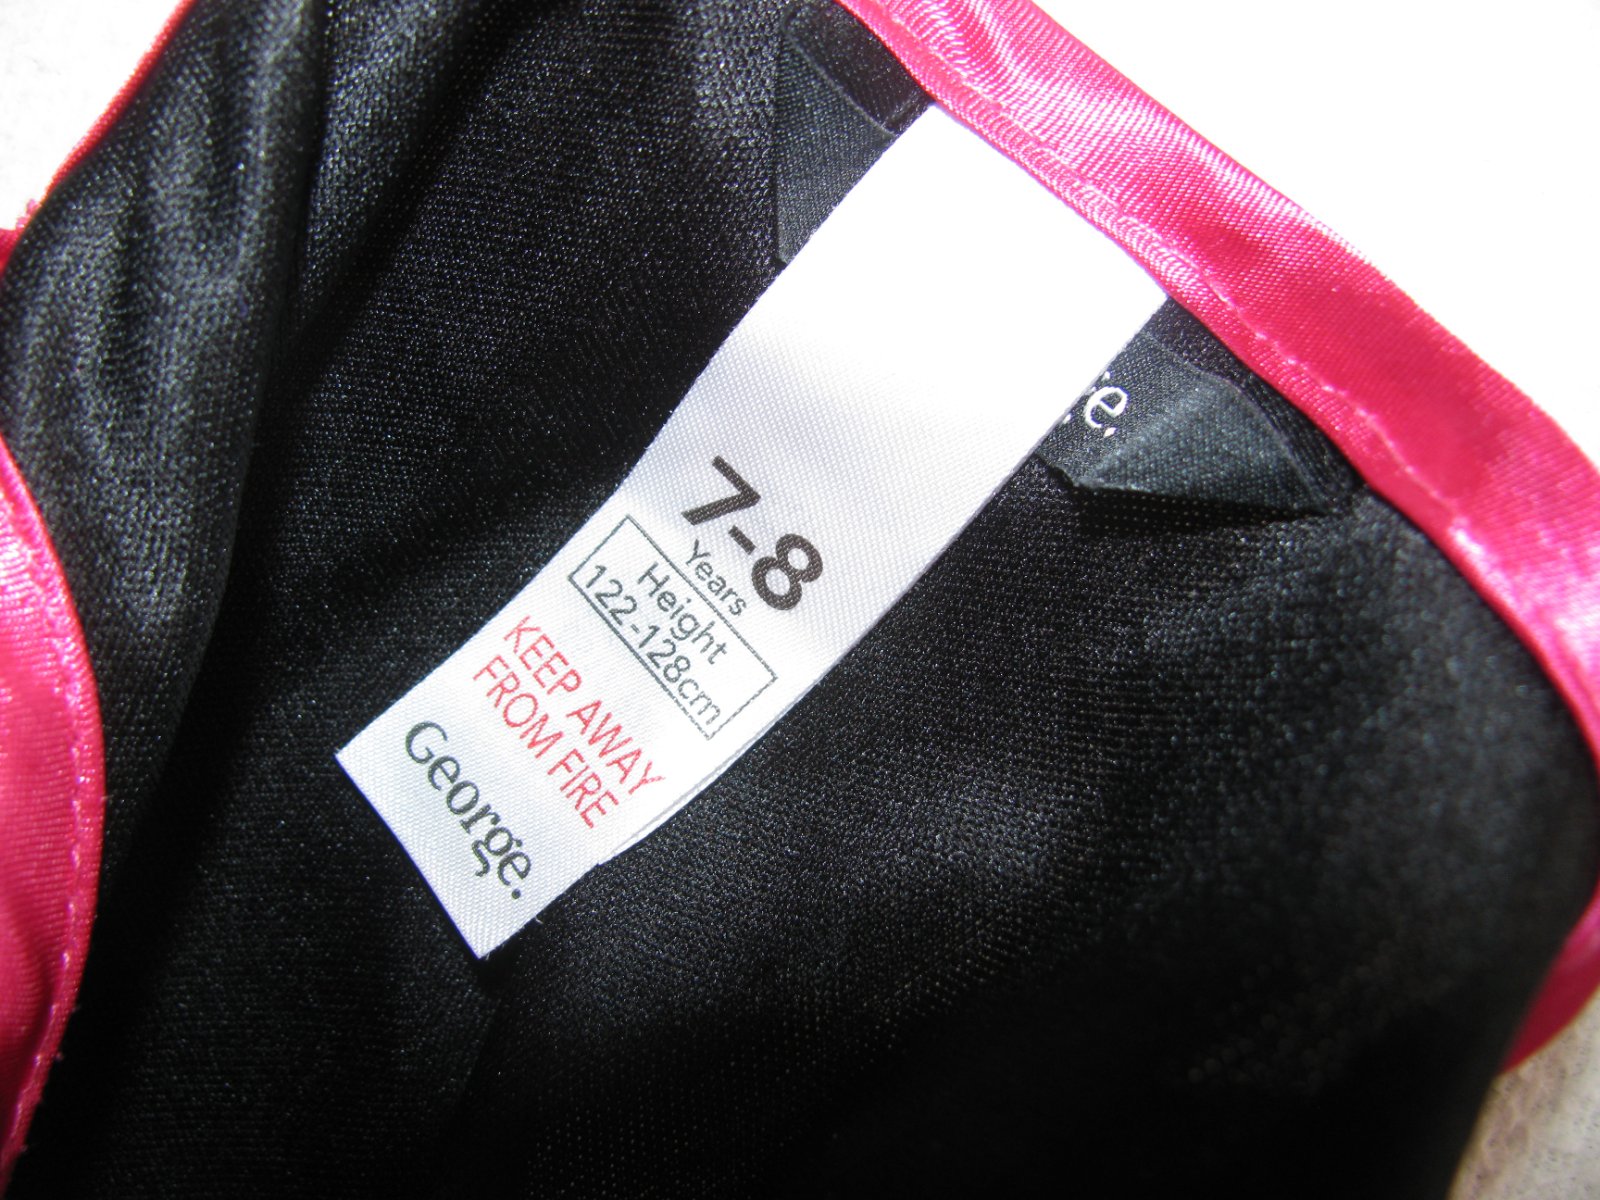 7-8
Years
Height
122-128cm
KEEP AWAY
FROM FIRE
George.